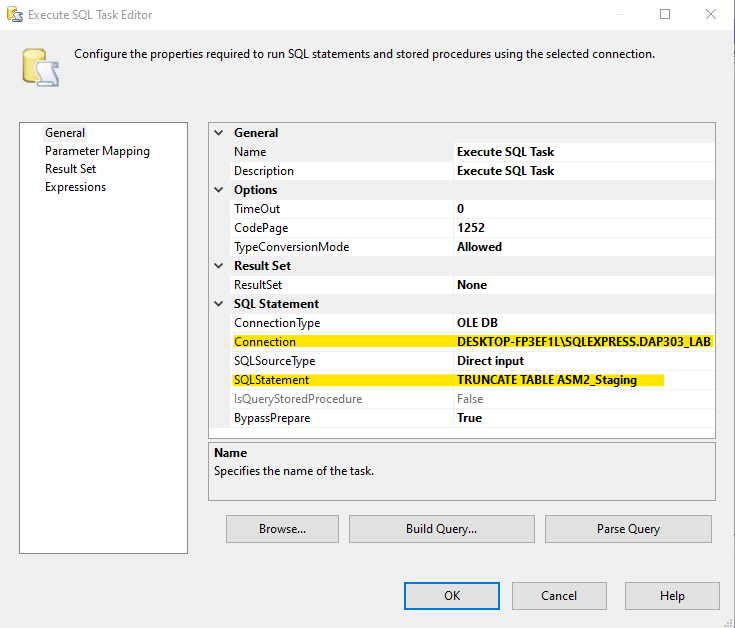 Execute SQL Task Editor
Configure the properties required to run SQL statements and stored procedures using the selected connection.
General
Parameter Mapping
Result Set
Expressions
General
Name Execute SQL Task
Description Execute SQL Task
Options
TimeOut 0
CodePage 1252
TypeConversionMode Allowed
Result Set
ResultSet None
SQL Statement
ConnectionType OLE DB
Connection DESKTOP-FP3EF1L\SQLEXPRESS.DAP303_LAB
SQLSourceType Direct input
SQLStatement TRUNCATE TABLE ASM2_Staging
IsQueryStoredProcedure False
BypassPrepare True
Name
Specifies the name of the task.
Browse... Build Query... Parse Query
OK Cancel Help